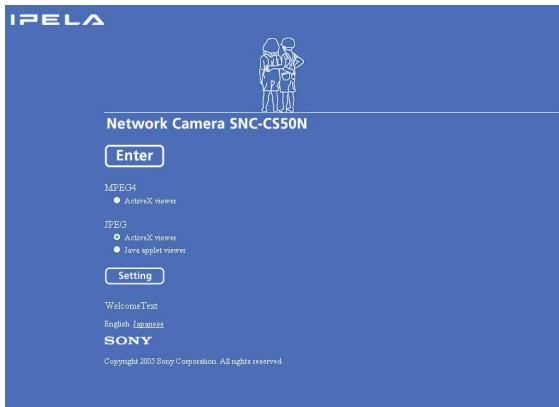 IPELA
Network Camera SNC-CS50N
Enter
MPEG4
ActiveX viewer
JPEG
ActiveX viewer
Java applet viewer
Setting
WelcomeText
English Japanese
SONY
Copyright 2005 Sony Corporation. All rights reserved.